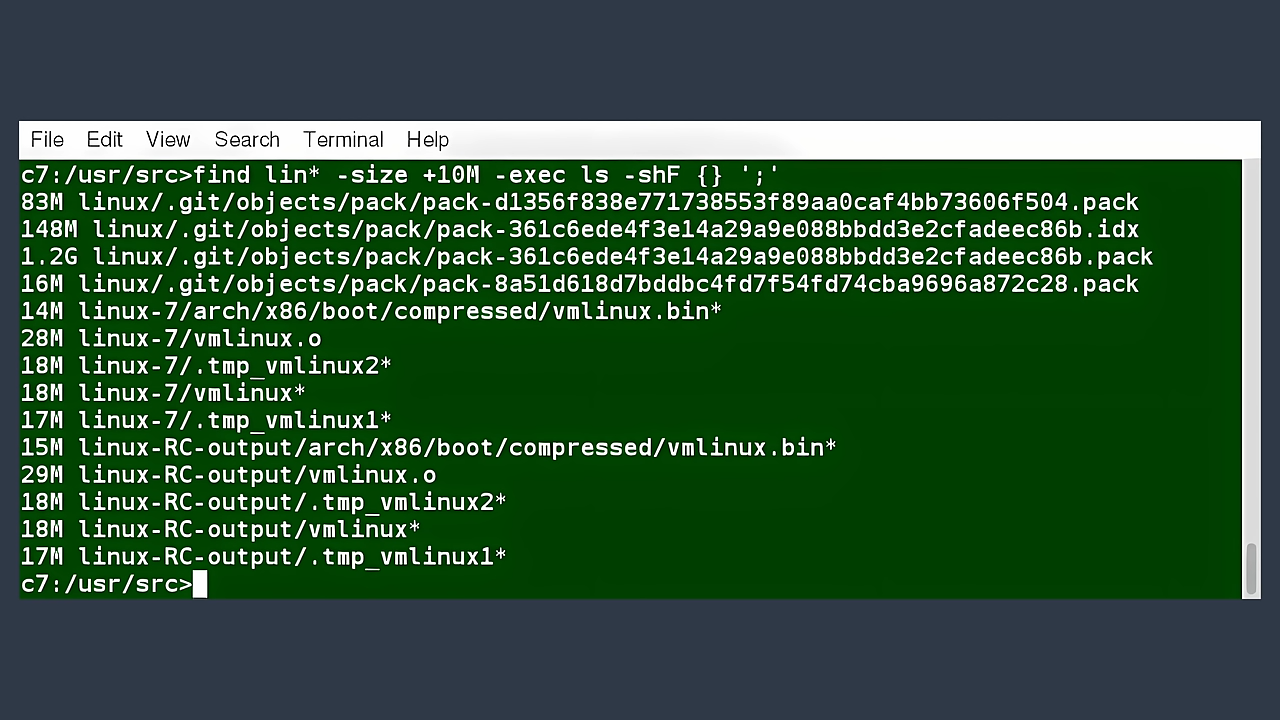 File Edit View Search Terminal Help
c7:/usr/src>find lin* -size +10M -exec ls -shF {} ';'
83M linux/.git/objects/pack/pack-d1356f838e771738553f89aa0caf4bb73606f504.pack
148M linux/.git/objects/pack/pack-361c6ede4f3e14a29a9e088bbdd3e2cfadeec86b.idx
1.2G linux/.git/objects/pack/pack-361c6ede4f3e14a29a9e088bbdd3e2cfadeec86b.pack
16M linux/.git/objects/pack/pack-8a51d618d7bddbc4fd7f54fd74cba9696a872c28.pack
14M linux-7/arch/x86/boot/compressed/vmlinux.bin*
28M linux-7/vmlinux.o
18M linux-7/.tmp_vmlinux2*
18M linux-7/vmlinux*
17M linux-7/.tmp_vmlinux1*
15M linux-RC-output/arch/x86/boot/compressed/vmlinux.bin*
29M linux-RC-output/vmlinux.o
18M linux-RC-output/.tmp_vmlinux2*
18M linux-RC-output/vmlinux*
17M linux-RC-output/.tmp_vmlinux1*
c7:/usr/src>